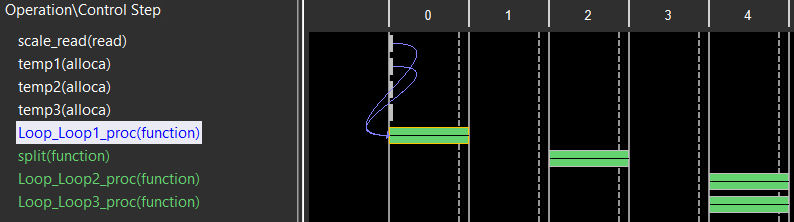 Operation\Control Step 0 1 2 3 4
scale_read(read)
temp1(alloca)
temp2(alloca)
temp3(alloca)
Loop_Loop1_proc(function)
split(function)
Loop_Loop2_proc(function)
Loop_Loop3_proc(function)